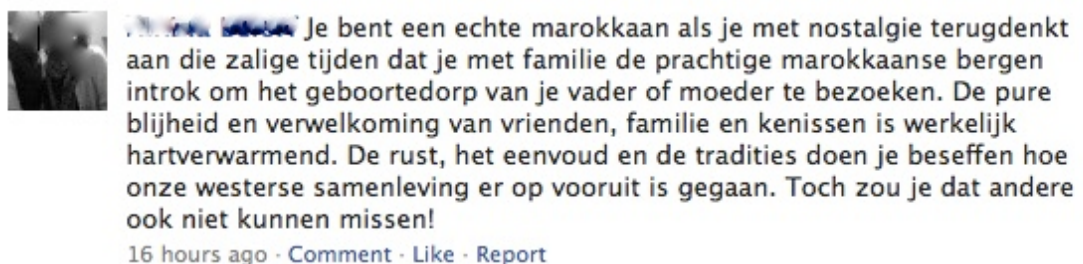 Je bent een echte marokkaan als je met nostalgie terugdenkt
aan die zalige tijden dat je met familie de prachtige marokkaanse bergen
introk om het geboortedorp van je vader of moeder te bezoeken. De pure
blijheid en verwelkoming van vrienden, familie en kenissen is werkelijk
hartverwarmend. De rust, het eenvoud en de tradities doen je beseffen hoe
onze westerse samenleving er op vooruit is gegaan. Toch zou je dat andere
ook niet kunnen missen!
16 hours ago · Comment · Like · Report